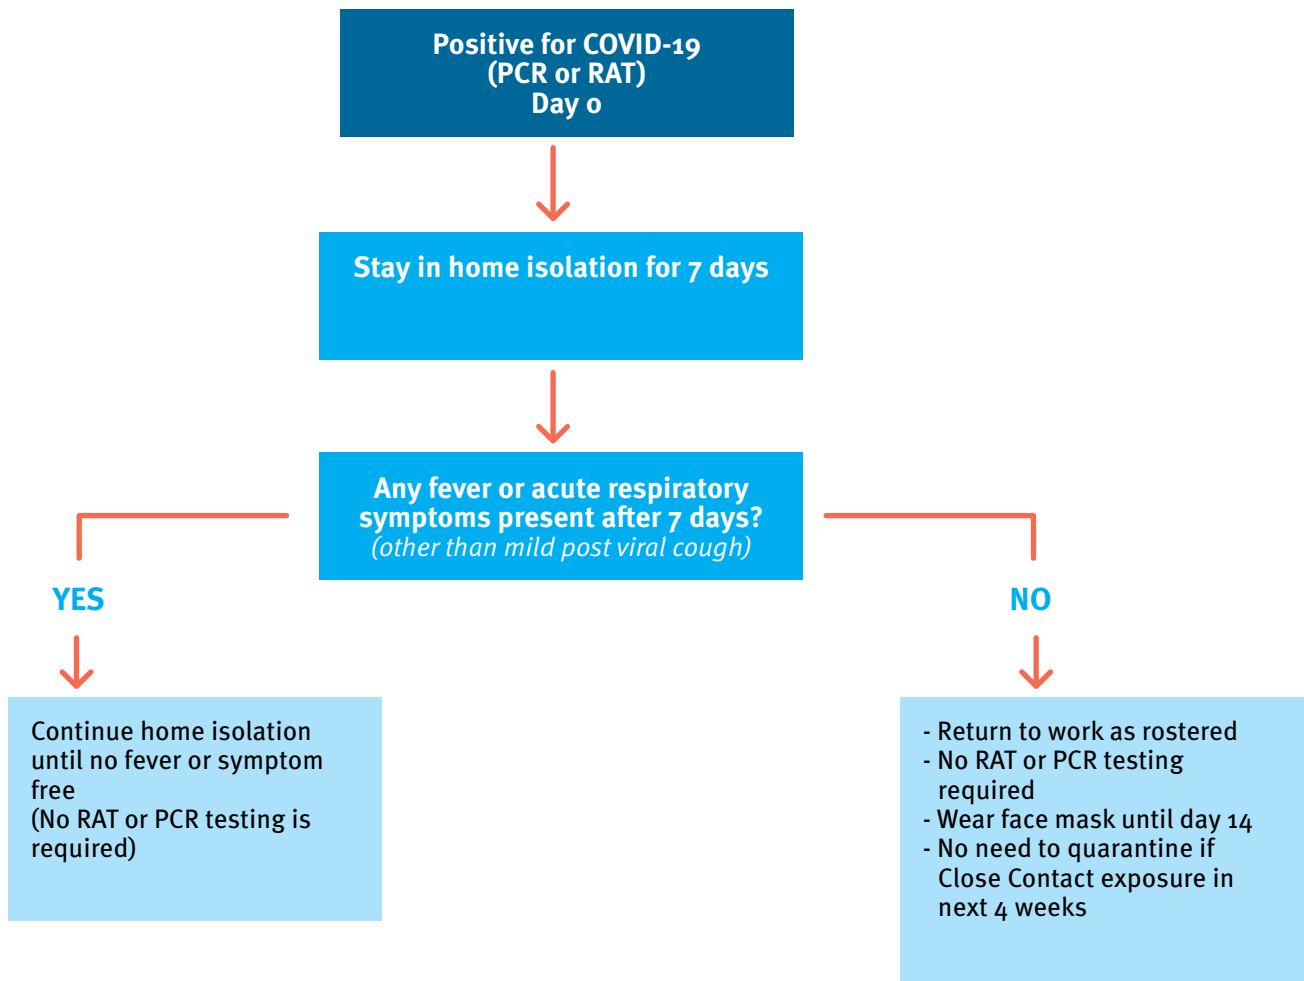 Positive for COVID-19
(PCR or RAT)
Day 0
Stay in home isolation for 7 days
Any fever or acute respiratory
symptoms present after 7 days?
(other than mild post viral cough)
YES
NO
Continue home isolation
until no fever or symptom
free
(No RAT or PCR testing is
required)
- Return to work as rostered
- No RAT or PCR testing
required
- Wear face mask until day 14
- No need to quarantine if
Close Contact exposure in
next 4 weeks